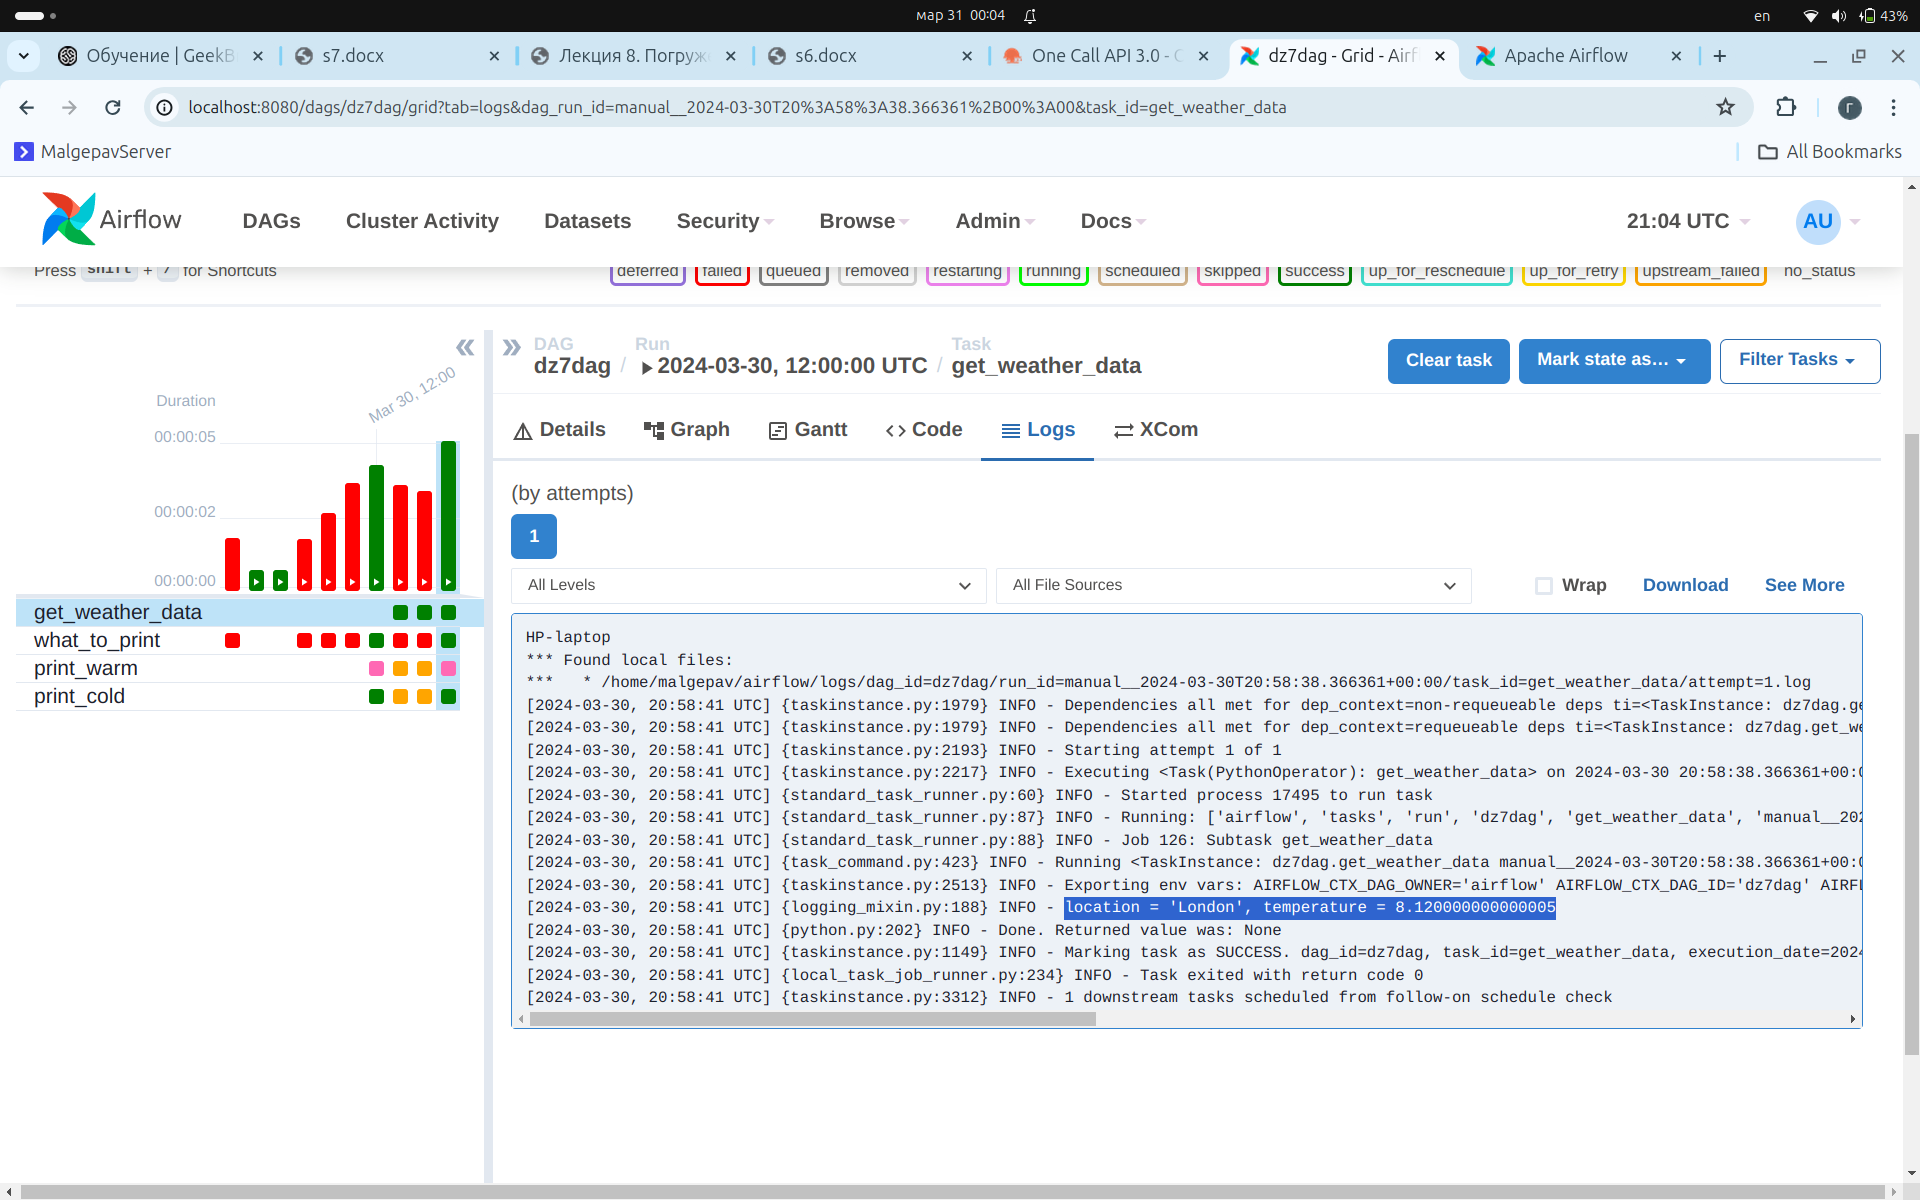 мар 31 00:04
en
43%
Обучение | GeekB
s7.docx
Лекция 8. Погруж
s6.docx
One Call API 3.0 - O
dz7dag - Grid - Airf
Apache Airflow
localhost:8080/dags/dz7dag/grid?tab=logs&dag_run_id=manual__2024-03-30T20%3A58%3A38.366361%2B00%3A00&task_id=get_weather_data
г
MalgepavServer
All Bookmarks
Airflow
DAGs
Cluster Activity
Datasets
Security
Browse
Admin
Docs
21:04 UTC
AU
Press shift + / for Shortcuts
deferred
failed
queued
removed
restarting
running
scheduled
skipped
success
up_for_reschedule
up_for_retry
upstream_failed
no_status
DAG
dz7dag
/
Run
2024-03-30, 12:00:00 UTC
/
Task
get_weather_data
Clear task
Mark state as...
Filter Tasks
Mar 30, 12:00
Duration
00:00:05
00:00:02
00:00:00
get_weather_data
what_to_print
print_warm
print_cold
Details
Graph
Gantt
Code
Logs
XCom
(by attempts)
1
All Levels
All File Sources
Wrap
Download
See More
HP-laptop
*** Found local files:
***   * /home/malgepav/airflow/logs/dag_id=dz7dag/run_id=manual__2024-03-30T20:58:38.366361+00:00/task_id=get_weather_data/attempt=1.log
[2024-03-30, 20:58:41 UTC] {taskinstance.py:1979} INFO - Dependencies all met for dep_context=non-requeueable deps ti=<TaskInstance: dz7dag.ge
[2024-03-30, 20:58:41 UTC] {taskinstance.py:1979} INFO - Dependencies all met for dep_context=requeueable deps ti=<TaskInstance: dz7dag.get_we
[2024-03-30, 20:58:41 UTC] {taskinstance.py:2193} INFO - Starting attempt 1 of 1
[2024-03-30, 20:58:41 UTC] {taskinstance.py:2217} INFO - Executing <Task(PythonOperator): get_weather_data> on 2024-03-30 20:58:38.366361+00:0
[2024-03-30, 20:58:41 UTC] {standard_task_runner.py:60} INFO - Started process 17495 to run task
[2024-03-30, 20:58:41 UTC] {standard_task_runner.py:87} INFO - Running: ['airflow', 'tasks', 'run', 'dz7dag', 'get_weather_data', 'manual__202
[2024-03-30, 20:58:41 UTC] {standard_task_runner.py:88} INFO - Job 126: Subtask get_weather_data
[2024-03-30, 20:58:41 UTC] {task_command.py:423} INFO - Running <TaskInstance: dz7dag.get_weather_data manual__2024-03-30T20:58:38.366361+00:0
[2024-03-30, 20:58:41 UTC] {taskinstance.py:2513} INFO - Exporting env vars: AIRFLOW_CTX_DAG_OWNER='airflow' AIRFLOW_CTX_DAG_ID='dz7dag' AIRFL
[2024-03-30, 20:58:41 UTC] {logging_mixin.py:188} INFO - location = 'London', temperature = 8.120000000000005
[2024-03-30, 20:58:41 UTC] {python.py:202} INFO - Done. Returned value was: None
[2024-03-30, 20:58:41 UTC] {taskinstance.py:1149} INFO - Marking task as SUCCESS. dag_id=dz7dag, task_id=get_weather_data, execution_date=2024
[2024-03-30, 20:58:41 UTC] {local_task_job_runner.py:234} INFO - Task exited with return code 0
[2024-03-30, 20:58:41 UTC] {taskinstance.py:3312} INFO - 1 downstream tasks scheduled from follow-on schedule check